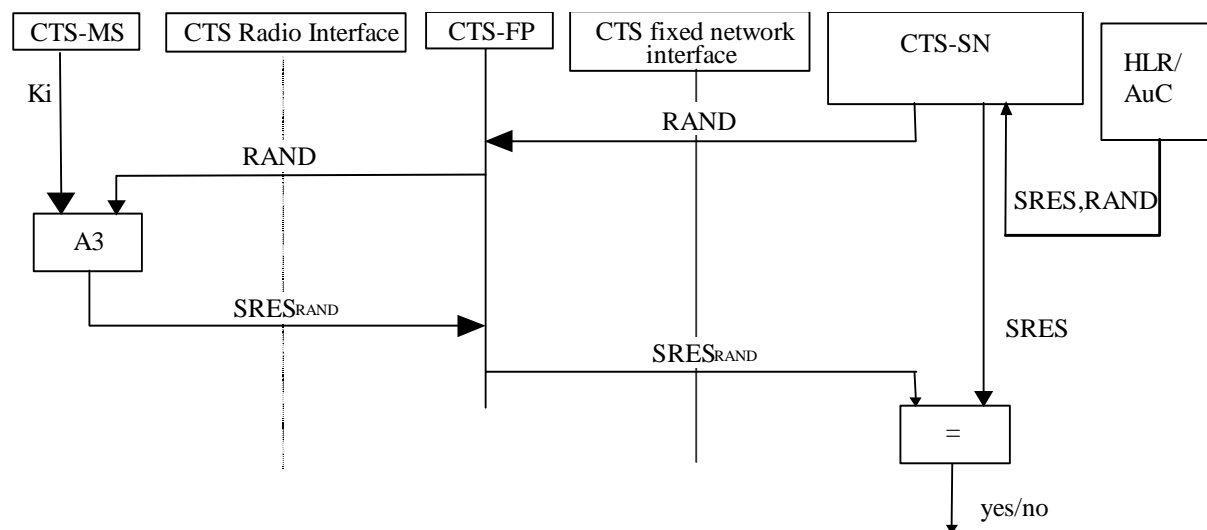 CTS-MS
CTS Radio Interface
CTS-FP
CTS fixed network
interface
CTS-SN
HLR/
AuC
Ki
RAND
RAND
SRES,RAND
A3
SRESRAND
SRES
SRESRAND
=
yes/no